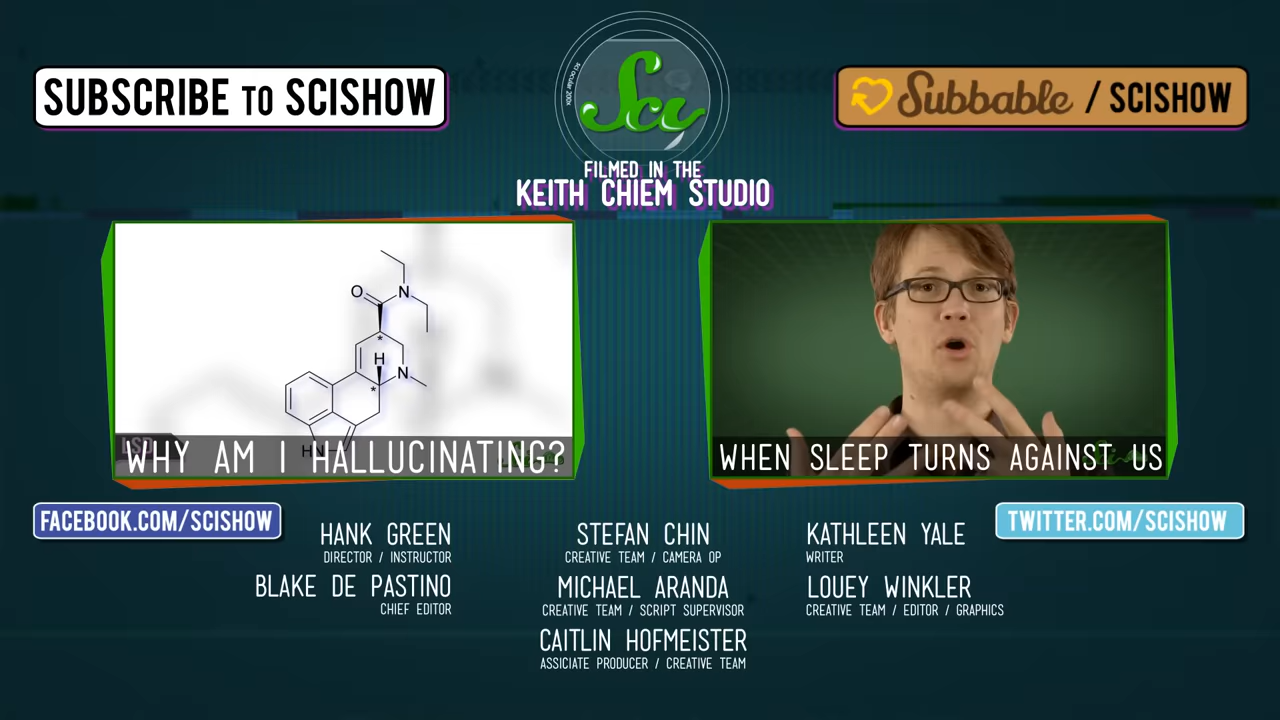 SUBSCRIBE TO SCISHOW
Sci
Subbable / SCISHOW
FILMED IN THE
KEITH CHIEM STUDIO
O
N
*
H
N
*
LSD
HN
WHY AM I HALLUCINATING?
WHEN SLEEP TURNS AGAINST US
FACEBOOK.COM/SCISHOW
TWITTER.COM/SCISHOW
HANK GREEN
DIRECTOR / INSTRUCTOR
BLAKE DE PASTINO
CHIEF EDITOR
STEFAN CHIN
CREATIVE TEAM / CAMERA OP
MICHAEL ARANDA
CREATIVE TEAM / SCRIPT SUPERVISOR
CAITLIN HOFMEISTER
ASSICIATE PRODUCER / CREATIVE TEAM
KATHLEEN YALE
WRITER
LOUEY WINKLER
CREATIVE TEAM / EDITOR / GRAPHICS